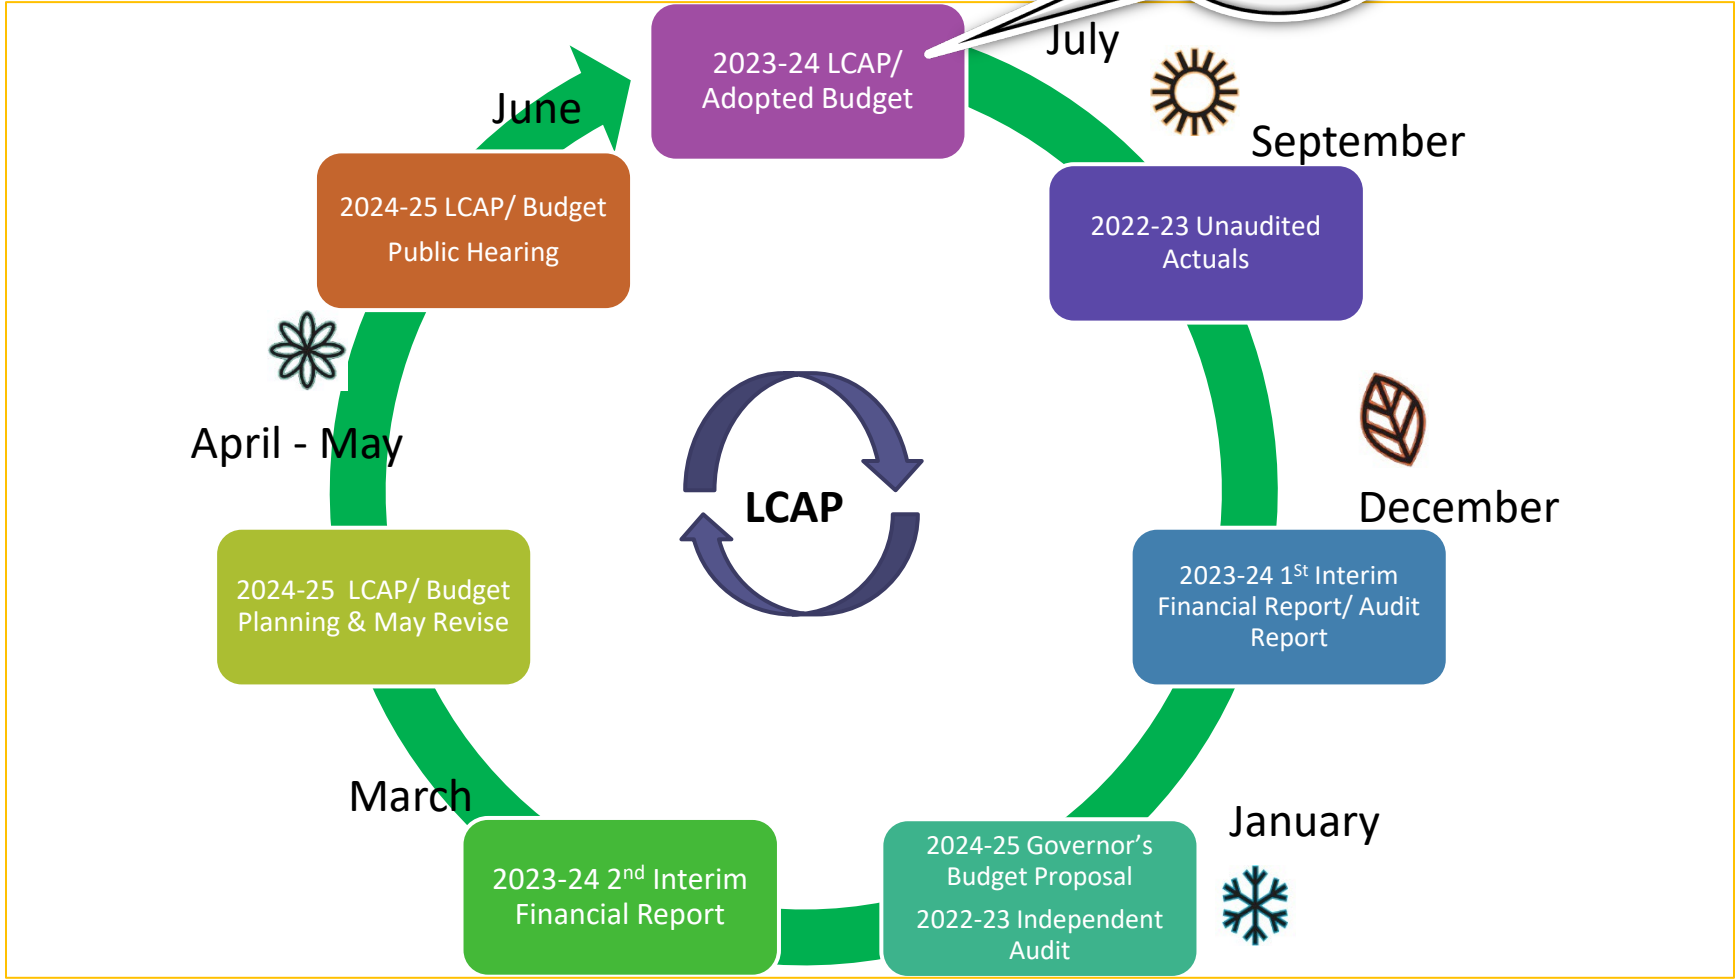 2023-24 LCAP/
Adopted Budget
July
September
2022-23 Unaudited
Actuals
December
2023-24 1St Interim
Financial Report/ Audit
Report
January
2024-25 Governor’s
Budget Proposal
2022-23 Independent
Audit
2023-24 2nd Interim
Financial Report
March
2024-25 LCAP/ Budget
Planning & May Revise
April - May
2024-25 LCAP/ Budget
Public Hearing
June
LCAP